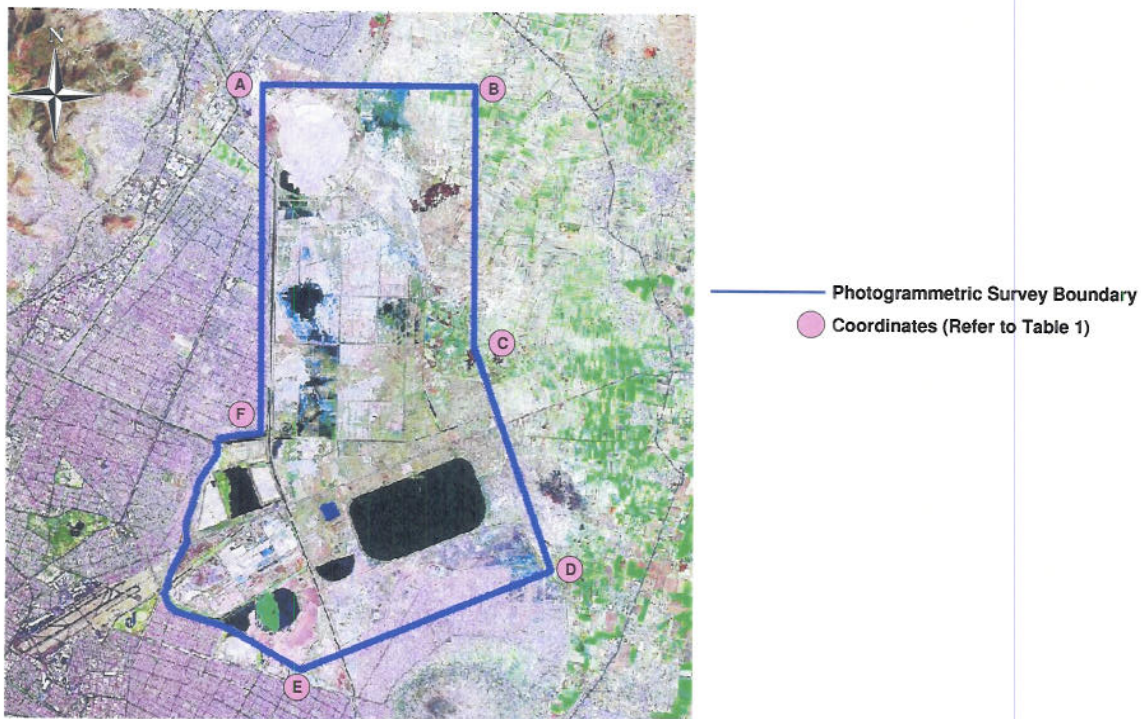 N
A
B
C
F
D
E
Photogrammetric Survey Boundary
Coordinates (Refer to Table 1)